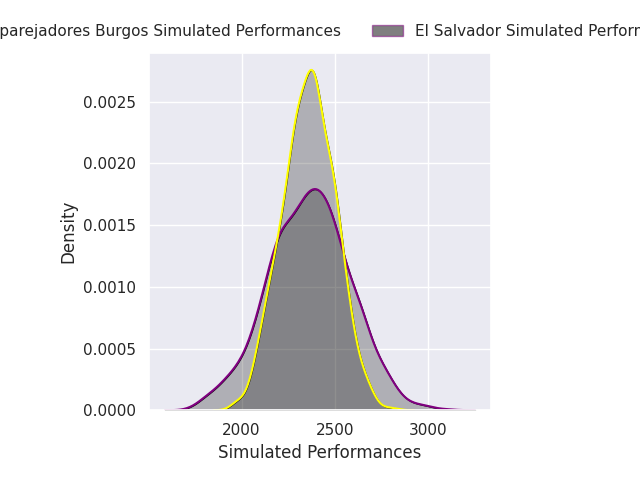 parejadores Burgos Simulated Performances
El Salvador Simulated Perfor
0.0025
0.0020
0.0015
0.0010
0.0005
0.0000
Density
2000 2500 3000
Simulated Performances